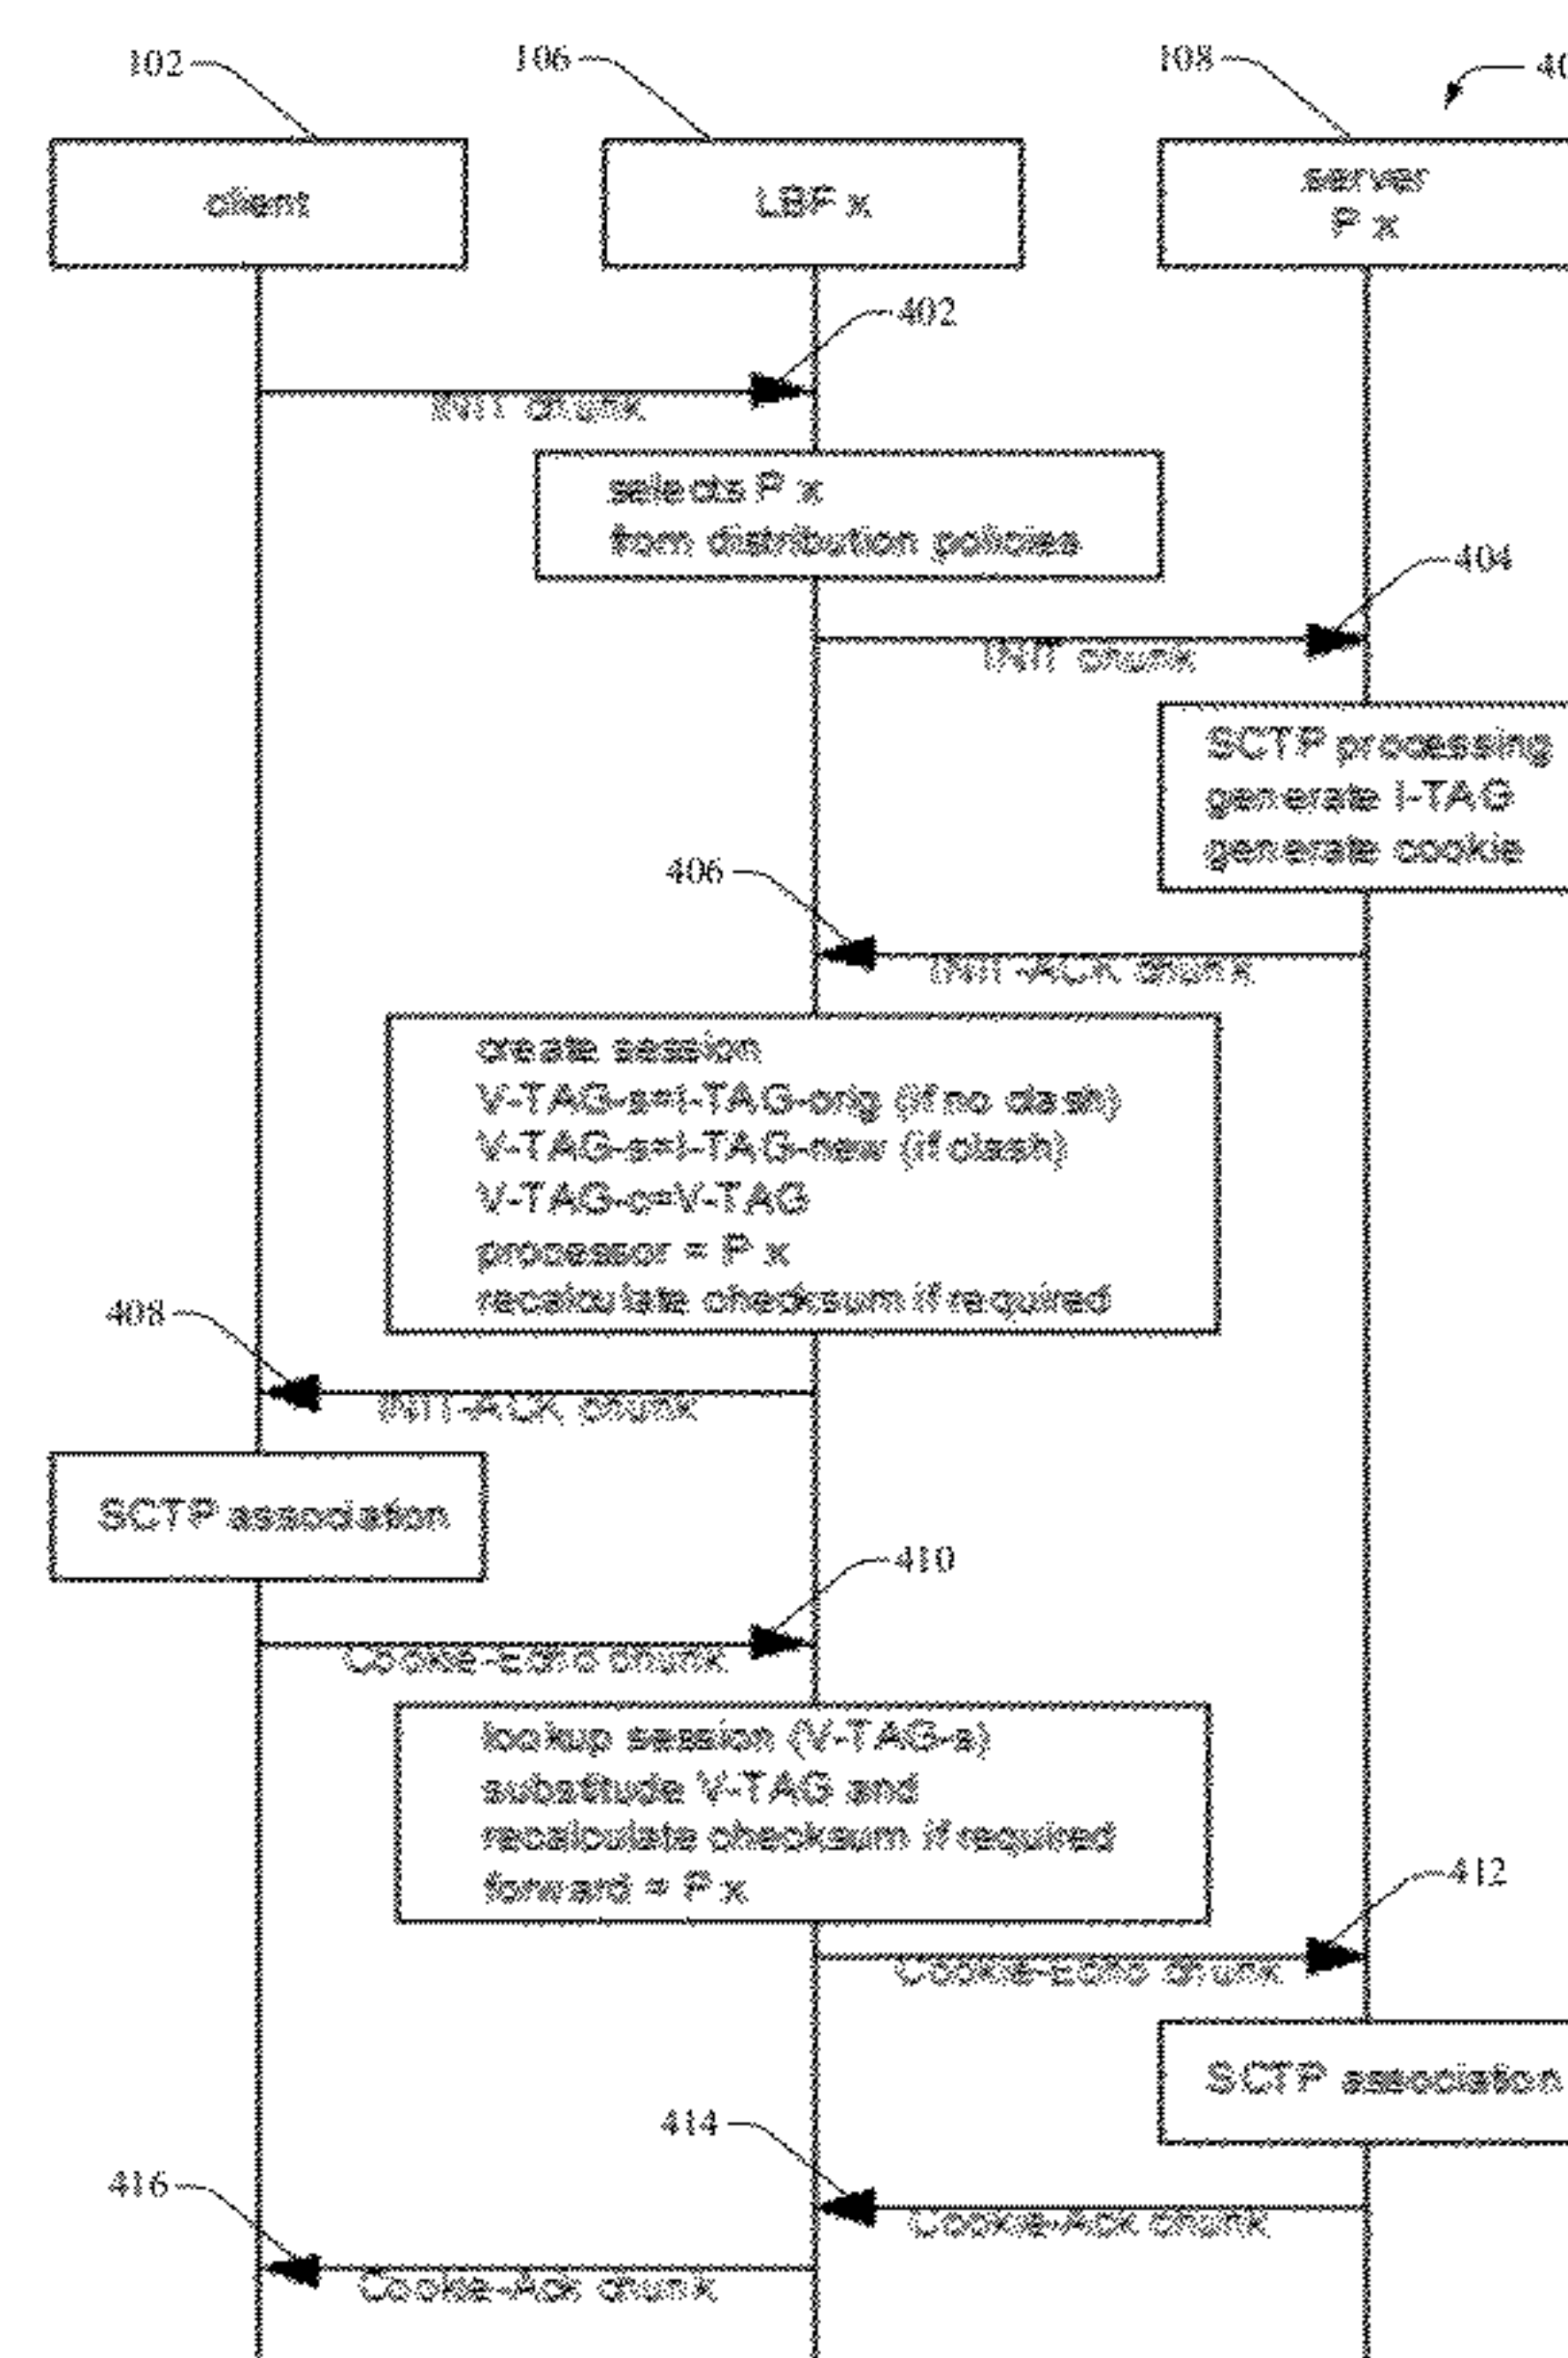 102
106
108
40
client
LBF x
server
P x
402
INIT chunk
selects P x
from distribution policies
404
INIT chunk
SCTP processing
generate I-TAG
generate cookie
406
INIT-ACK chunk
create session
V-TAG-s=I-TAG-orig (if no clash)
V-TAG-s=I-TAG-new (if clash)
V-TAG-c=V-TAG
processor = P x
recalculate checksum if required
408
INIT-ACK chunk
SCTP association
410
Cookie-Echo chunk
lookup session (V-TAG-s)
substitude V-TAG and
recalculate checksum if required
forward = P x
412
Cookie-Echo chunk
SCTP association
414
Cookie-Ack chunk
416
Cookie-Ack chunk